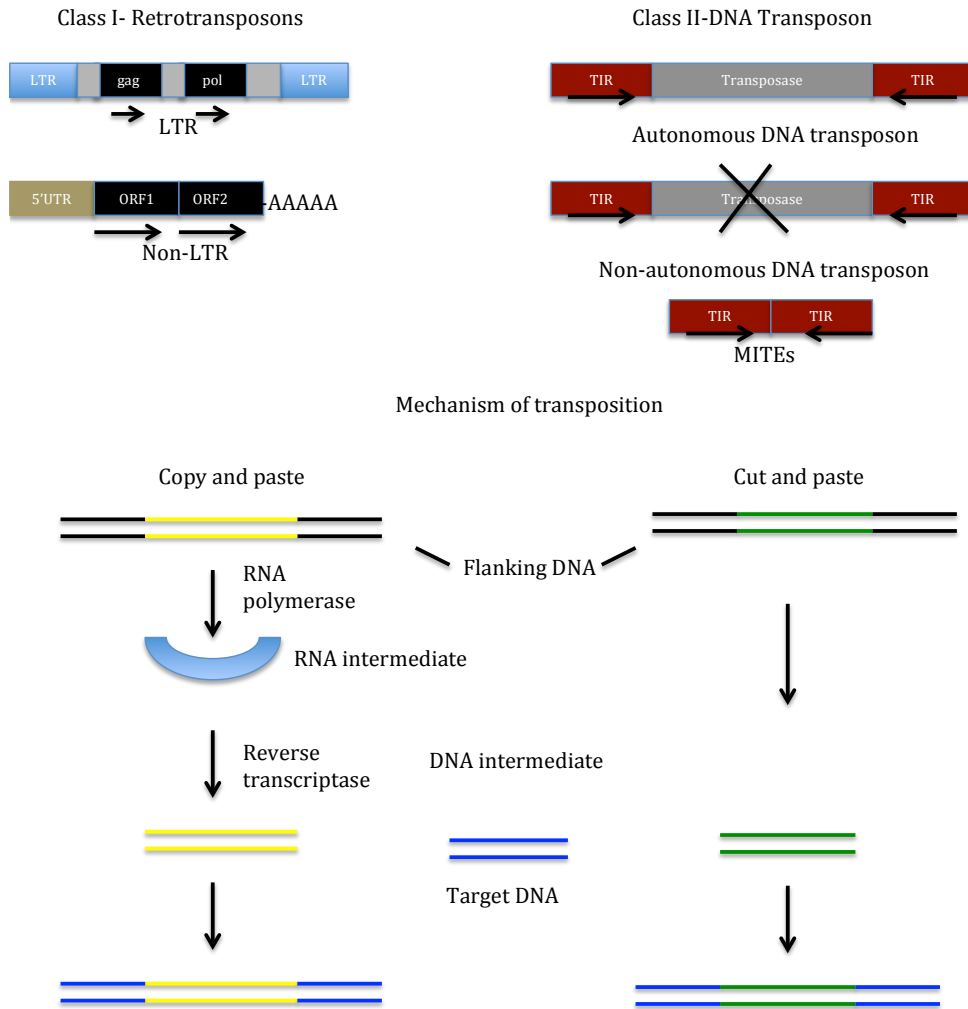 Class I- Retrotransposons
Class II-DNA Transposon
LTR gag pol LTR
LTR
5'UTR ORF1 ORF2 -AAAAA
Non-LTR
TIR Transposase TIR
Autonomous DNA transposon
TIR Transposase TIR
Non-autonomous DNA transposon
TIR TIR
MITEs
Mechanism of transposition
Copy and paste
Cut and paste
Flanking DNA
RNA
polymerase
RNA intermediate
Reverse
transcriptase
DNA intermediate
Target DNA